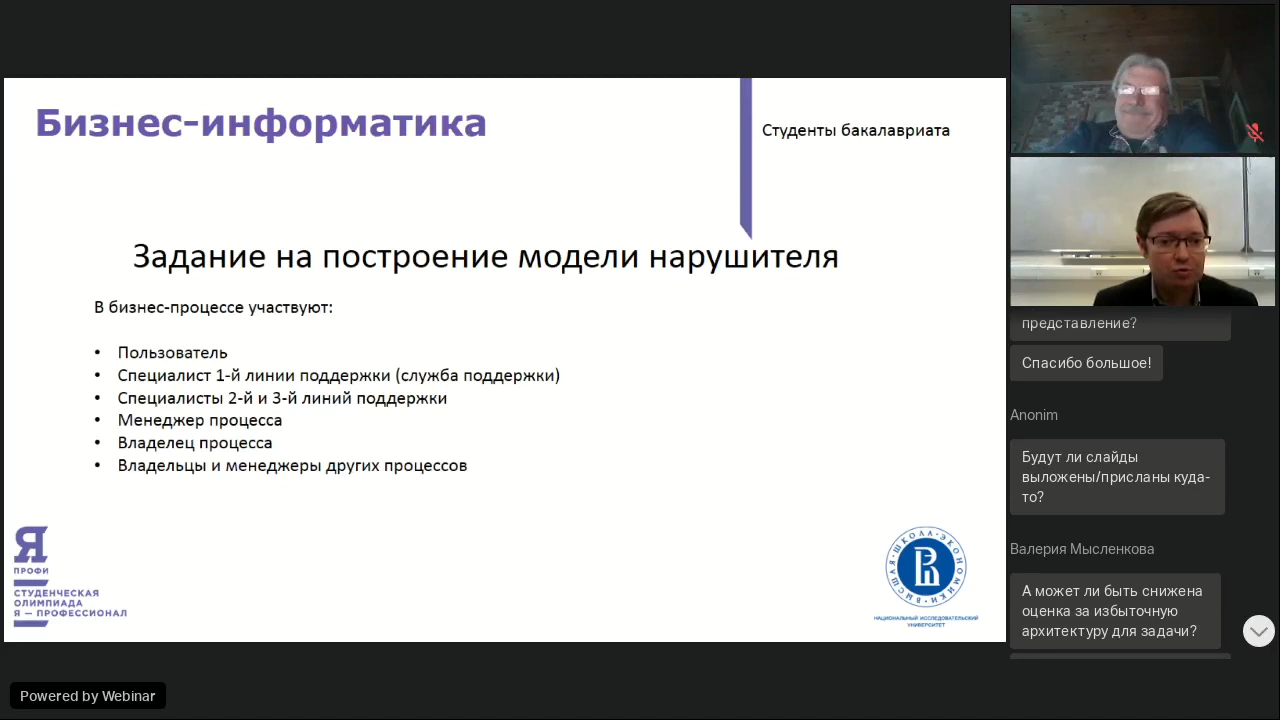 Бизнес-информатика
Студенты бакалавриата
Задание на построение модели нарушителя
В бизнес-процессе участвуют:
• Пользователь
• Специалист 1-й линии поддержки (служба поддержки)
• Специалисты 2-й и 3-й линий поддержки
• Менеджер процесса
• Владелец процесса
• Владельцы и менеджеры других процессов
Я
ПРОФИ
СТУДЕНЧЕСКАЯ
ОЛИМПИАДА
Я — ПРОФЕССИОНАЛ
ВЫСШАЯ • ШКОЛА • ЭКОНОМИКИ
НАЦИОНАЛЬНЫЙ ИССЛЕДОВАТЕЛЬСКИЙ
УНИВЕРСИТЕТ
представление?
Спасибо большое!
Anonim
Будут ли слайды
выложены/присланы куда-
то?
Валерия Мысленкова
А может ли быть снижена
оценка за избыточную
архитектуру для задачи?
Powered by Webinar